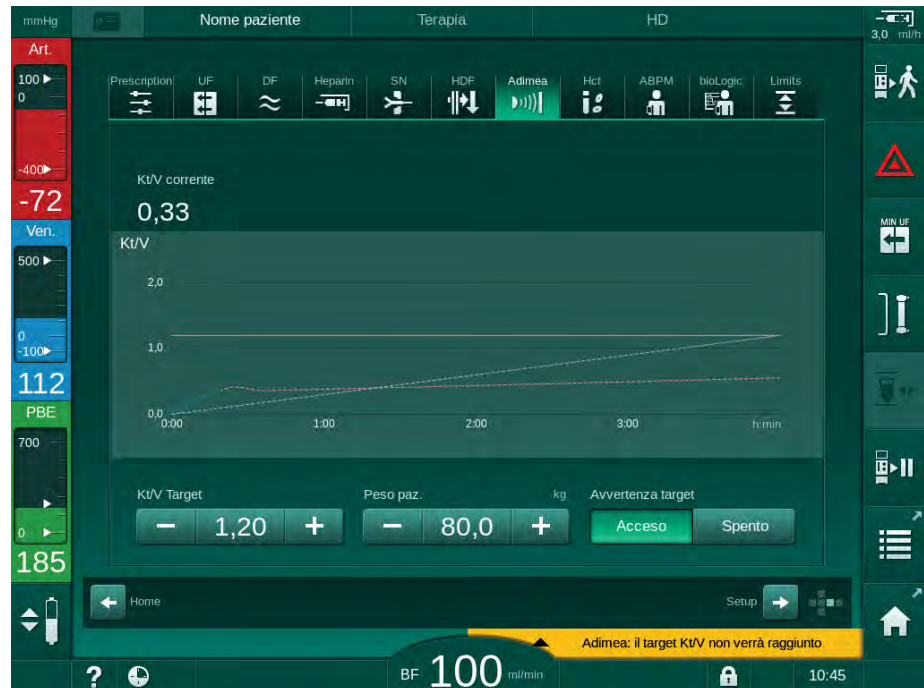 mmHg
Nome paziente
Terapia
HD
3,0 ml/h
Art.
100
0
-400
-72
Ven.
500
0
-100
112
PBE
700
0
185
Prescription
UF
DF
Heparin
SN
HDF
Adimea
Hct
ABPM
bioLogic
Limits
Kt/V corrente
0,33
Kt/V
2,0
1,0
0,0
0:00
1:00
2:00
3:00
h:min
Kt/V Target
Peso paz.
kg
Avvertenza target
− 1,20 +
− 80,0 +
Acceso
Spento
MIN UF
Home
Setup
Adimea: il target Kt/V non verrà raggiunto
?
BF 100 ml/min
10:45